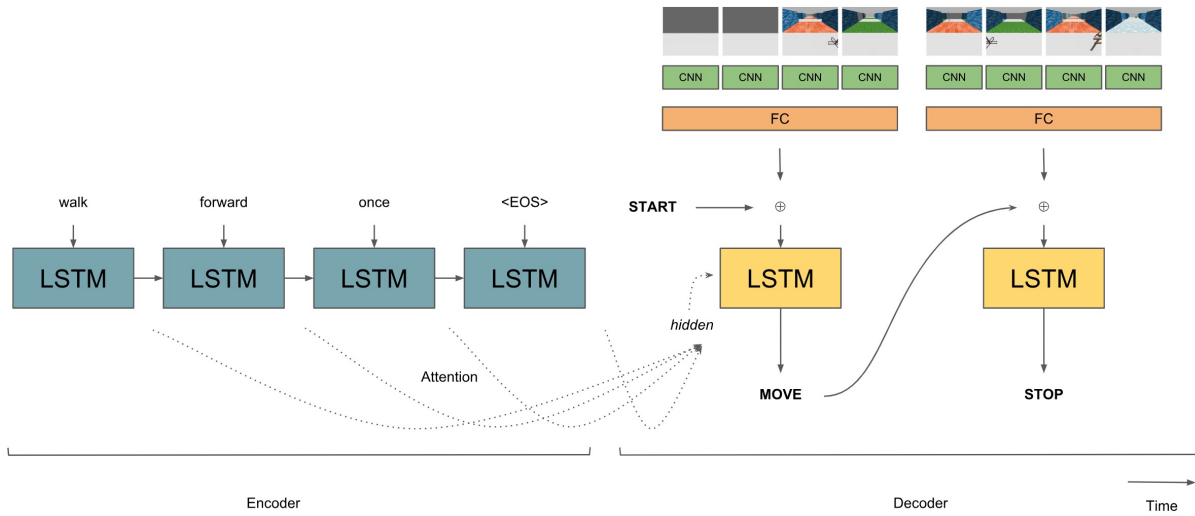 CNN CNN CNN CNN CNN CNN CNN CNN
FC FC
walk forward once <EOS> START ⊕ ⊕
LSTM LSTM LSTM LSTM LSTM LSTM
hidden
Attention MOVE STOP
Encoder Decoder Time